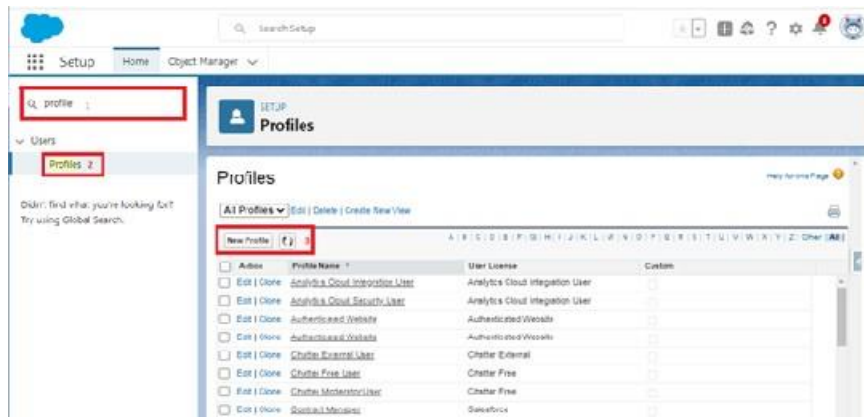 Search Setup
Setup Home Object Manager
profile 1
Users
Profiles 2
Didn't find what you're looking for?
Try using Global Search.
SETUP
Profiles
Profiles
Help for this Page
All Profiles Edit | Delete | Create New View
New Profile 3
A | B | C | D | E | F | G | H | I | J | K | L | M | N | O | P | Q | R | S | T | U | V | W | X | Y | Z | Other | All
Action Profile Name User License Custom
Edit | Clone Analytics Cloud Integration User Analytics Cloud Integration User
Edit | Clone Analytics Cloud Security User Analytics Cloud Integration User
Edit | Clone Authenticated Website Authenticated Website
Edit | Clone Authenticated Website Authenticated Website
Edit | Clone Chatter External User Chatter External
Edit | Clone Chatter Free User Chatter Free
Edit | Clone Chatter Moderator User Chatter Free
Edit | Clone Contract Manager Salesforce